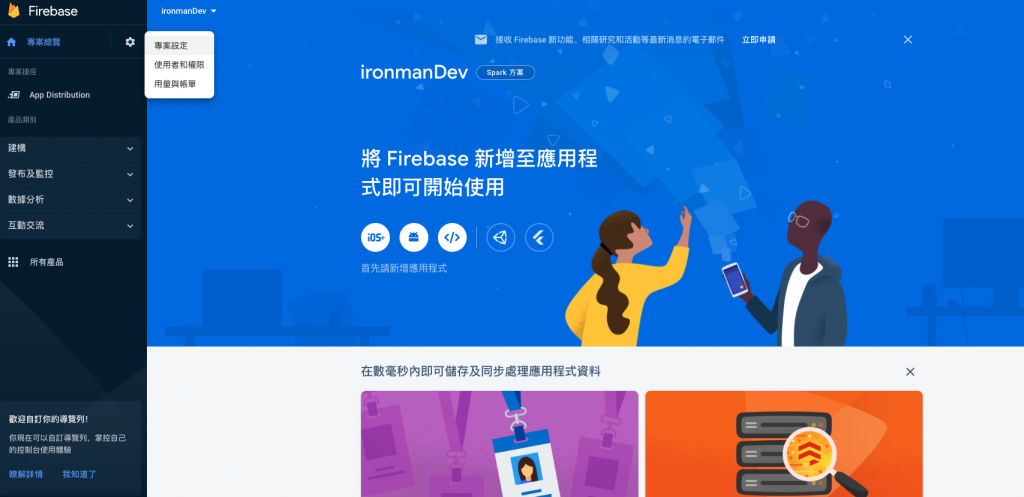 Firebase
ironmanDev
專案總覽
專案設定
使用者和權限
用量與帳單
專案捷徑
App Distribution
產品類別
建構
發布及監控
數據分析
互動交流
所有產品
歡迎自訂你的導覽列!
你現在可以自訂導覽列，掌控自己
的控制台使用體驗
瞭解詳情 我知道了
接收 Firebase 新功能、相關研究和活動等最新消息的電子郵件 立即申請
ironmanDev Spark 方案
將 Firebase 新增至應用程
式即可開始使用
iOS+
首先請新增應用程式
在數毫秒內即可儲存及同步處理應用程式資料